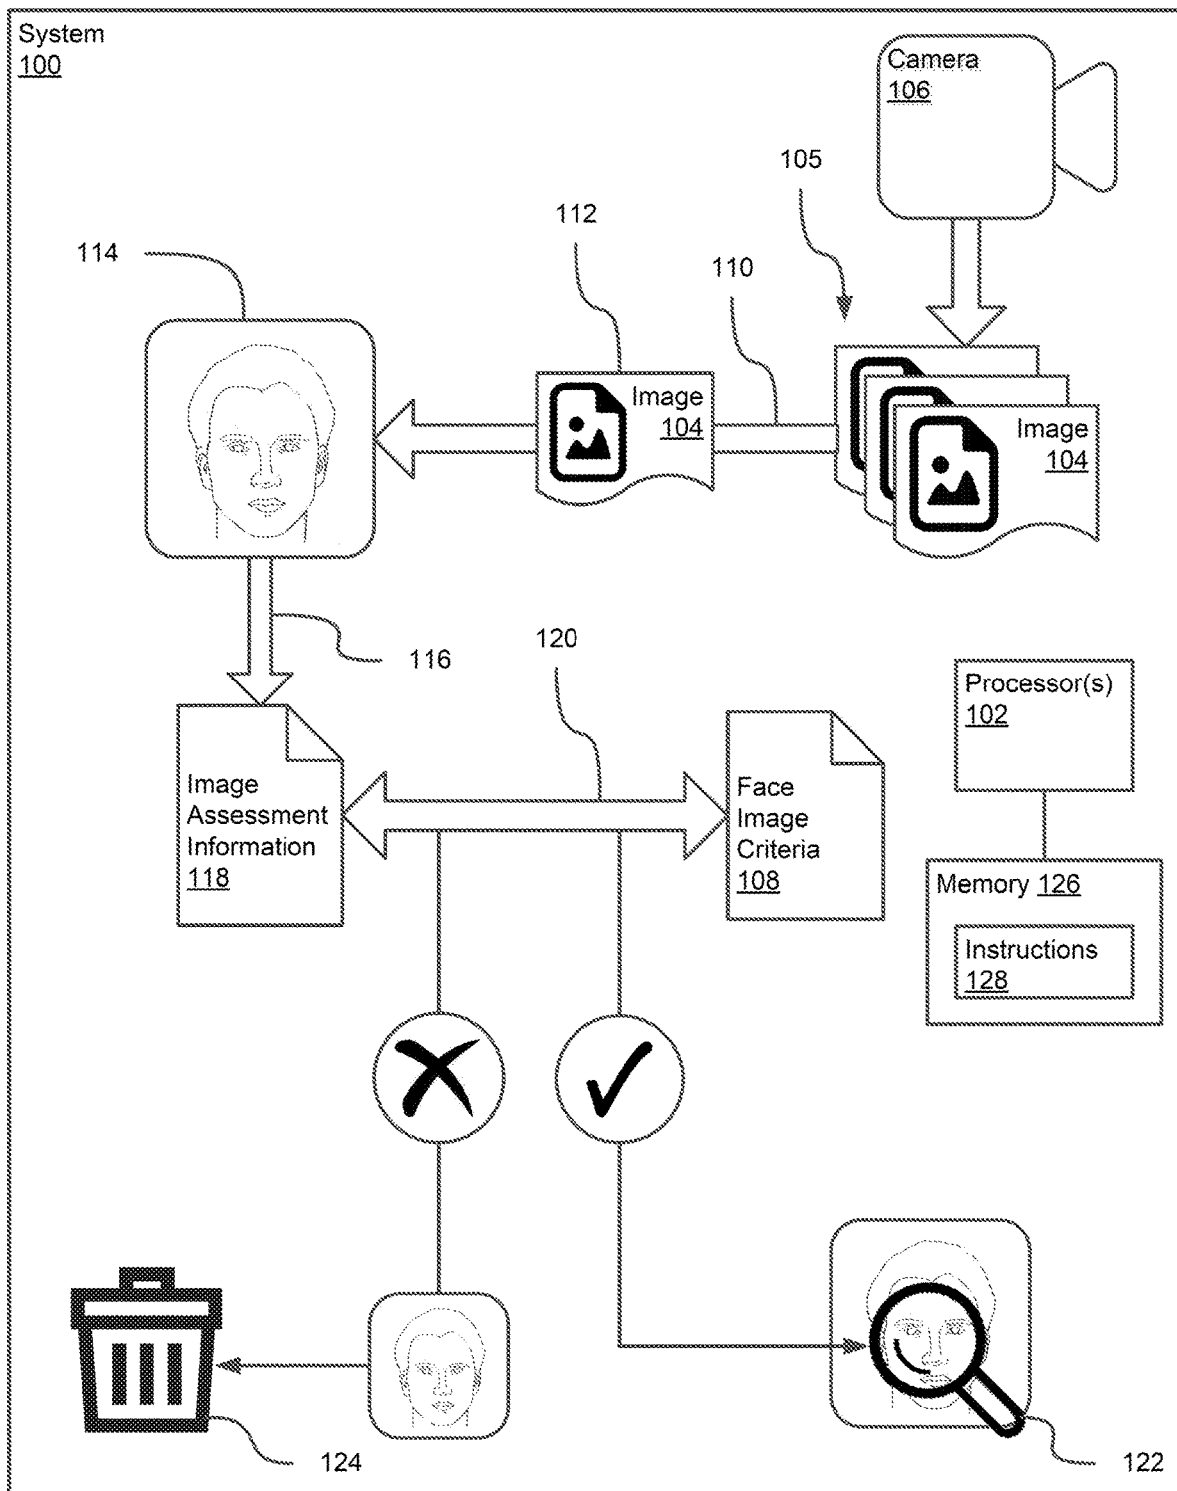 System
100
Camera
106
105
112
110
114
Image
104
Image
104
116
120
Processor(s)
102
Image
Assessment
Information
118
Face
Image
Criteria
108
Memory 126
Instructions
128
124
122